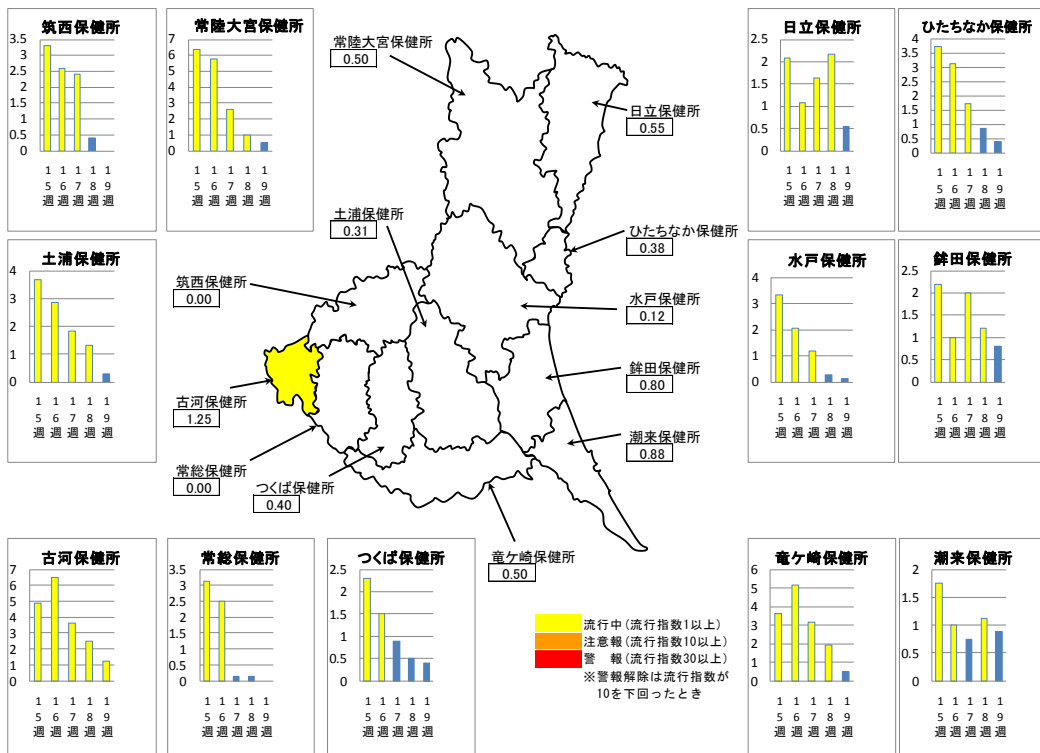 筑西保健所
3.5
3
2.5
2
1.5
1
0.5
0
15週
16週
17週
18週
19週
常陸大宮保健所
7
6
5
4
3
2
1
0
15週
16週
17週
18週
19週
常陸大宮保健所
0.50
日立保健所
0.55
土浦保健所
0.31
ひたちなか保健所
0.38
筑西保健所
0.00
水戸保健所
0.12
鉾田保健所
0.80
古河保健所
1.25
潮来保健所
0.88
常総保健所
0.00
つくば保健所
0.40
竜ケ崎保健所
0.50
日立保健所
2.5
2
1.5
1
0.5
0
15週
16週
17週
18週
19週
ひたちなか保健所
4
3.5
3
2.5
2
1.5
1
0.5
0
15週
16週
17週
18週
19週
土浦保健所
4
3
2
1
0
15週
16週
17週
18週
19週
水戸保健所
4
3
2
1
0
15週
16週
17週
18週
19週
鉾田保健所
2.5
2
1.5
1
0.5
0
15週
16週
17週
18週
19週
古河保健所
7
6
5
4
3
2
1
0
15週
16週
17週
18週
19週
常総保健所
3.5
3
2.5
2
1.5
1
0.5
0
15週
16週
17週
18週
19週
つくば保健所
2.5
2
1.5
1
0.5
0
15週
16週
17週
18週
19週
流行中(流行指数1以上)
注意報(流行指数10以上)
警　報(流行指数30以上)
※警報解除は流行指数が
10を下回ったとき
竜ケ崎保健所
6
5
4
3
2
1
0
15週
16週
17週
18週
19週
潮来保健所
2
1.5
1
0.5
0
15週
16週
17週
18週
19週